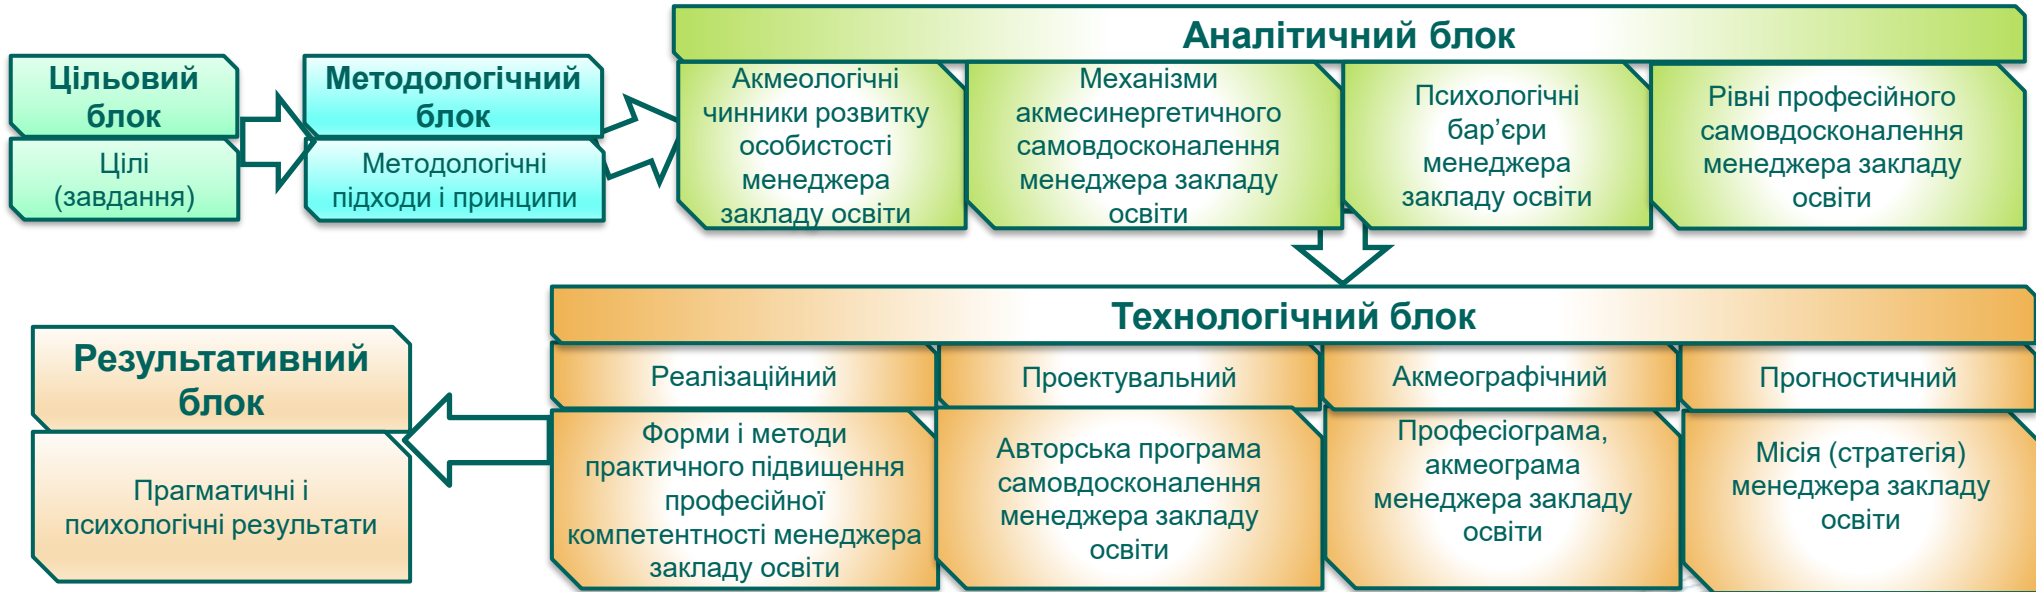 Цільовий
блок
Цілі
(завдання)
Методологічний
блок
Методологічні
підходи і принципи
Аналітичний блок
Акмеологічні
чинники розвитку
особистості
менеджера
закладу освіти
Механізми
акмесинергетичного
самовдосконалення
менеджера закладу
освіти
Психологічні
бар’єри
менеджера
закладу освіти
Рівні професійного
самовдосконалення
менеджера закладу
освіти
Технологічний блок
Реалізаційний
Форми і методи
практичного підвищення
професійної
компетентності менеджера
закладу освіти
Проектувальний
Авторська програма
самовдосконалення
менеджера закладу
освіти
Акмеографічний
Професіограма,
акмеограма
менеджера закладу
освіти
Прогностичний
Місія (стратегія)
менеджера закладу
освіти
Результативний
блок
Прагматичні і
психологічні результати